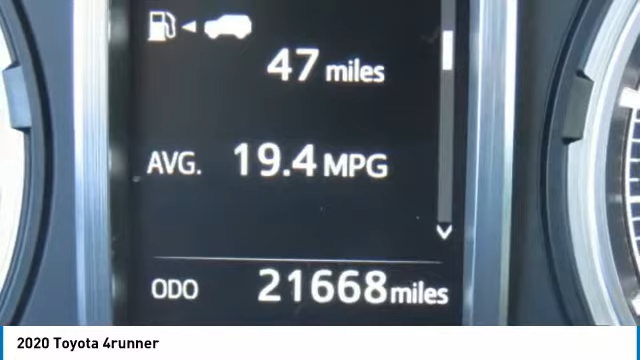 47 miles
AVG. 19.4 MPG
ODO 21668 miles
2020 Toyota 4runner